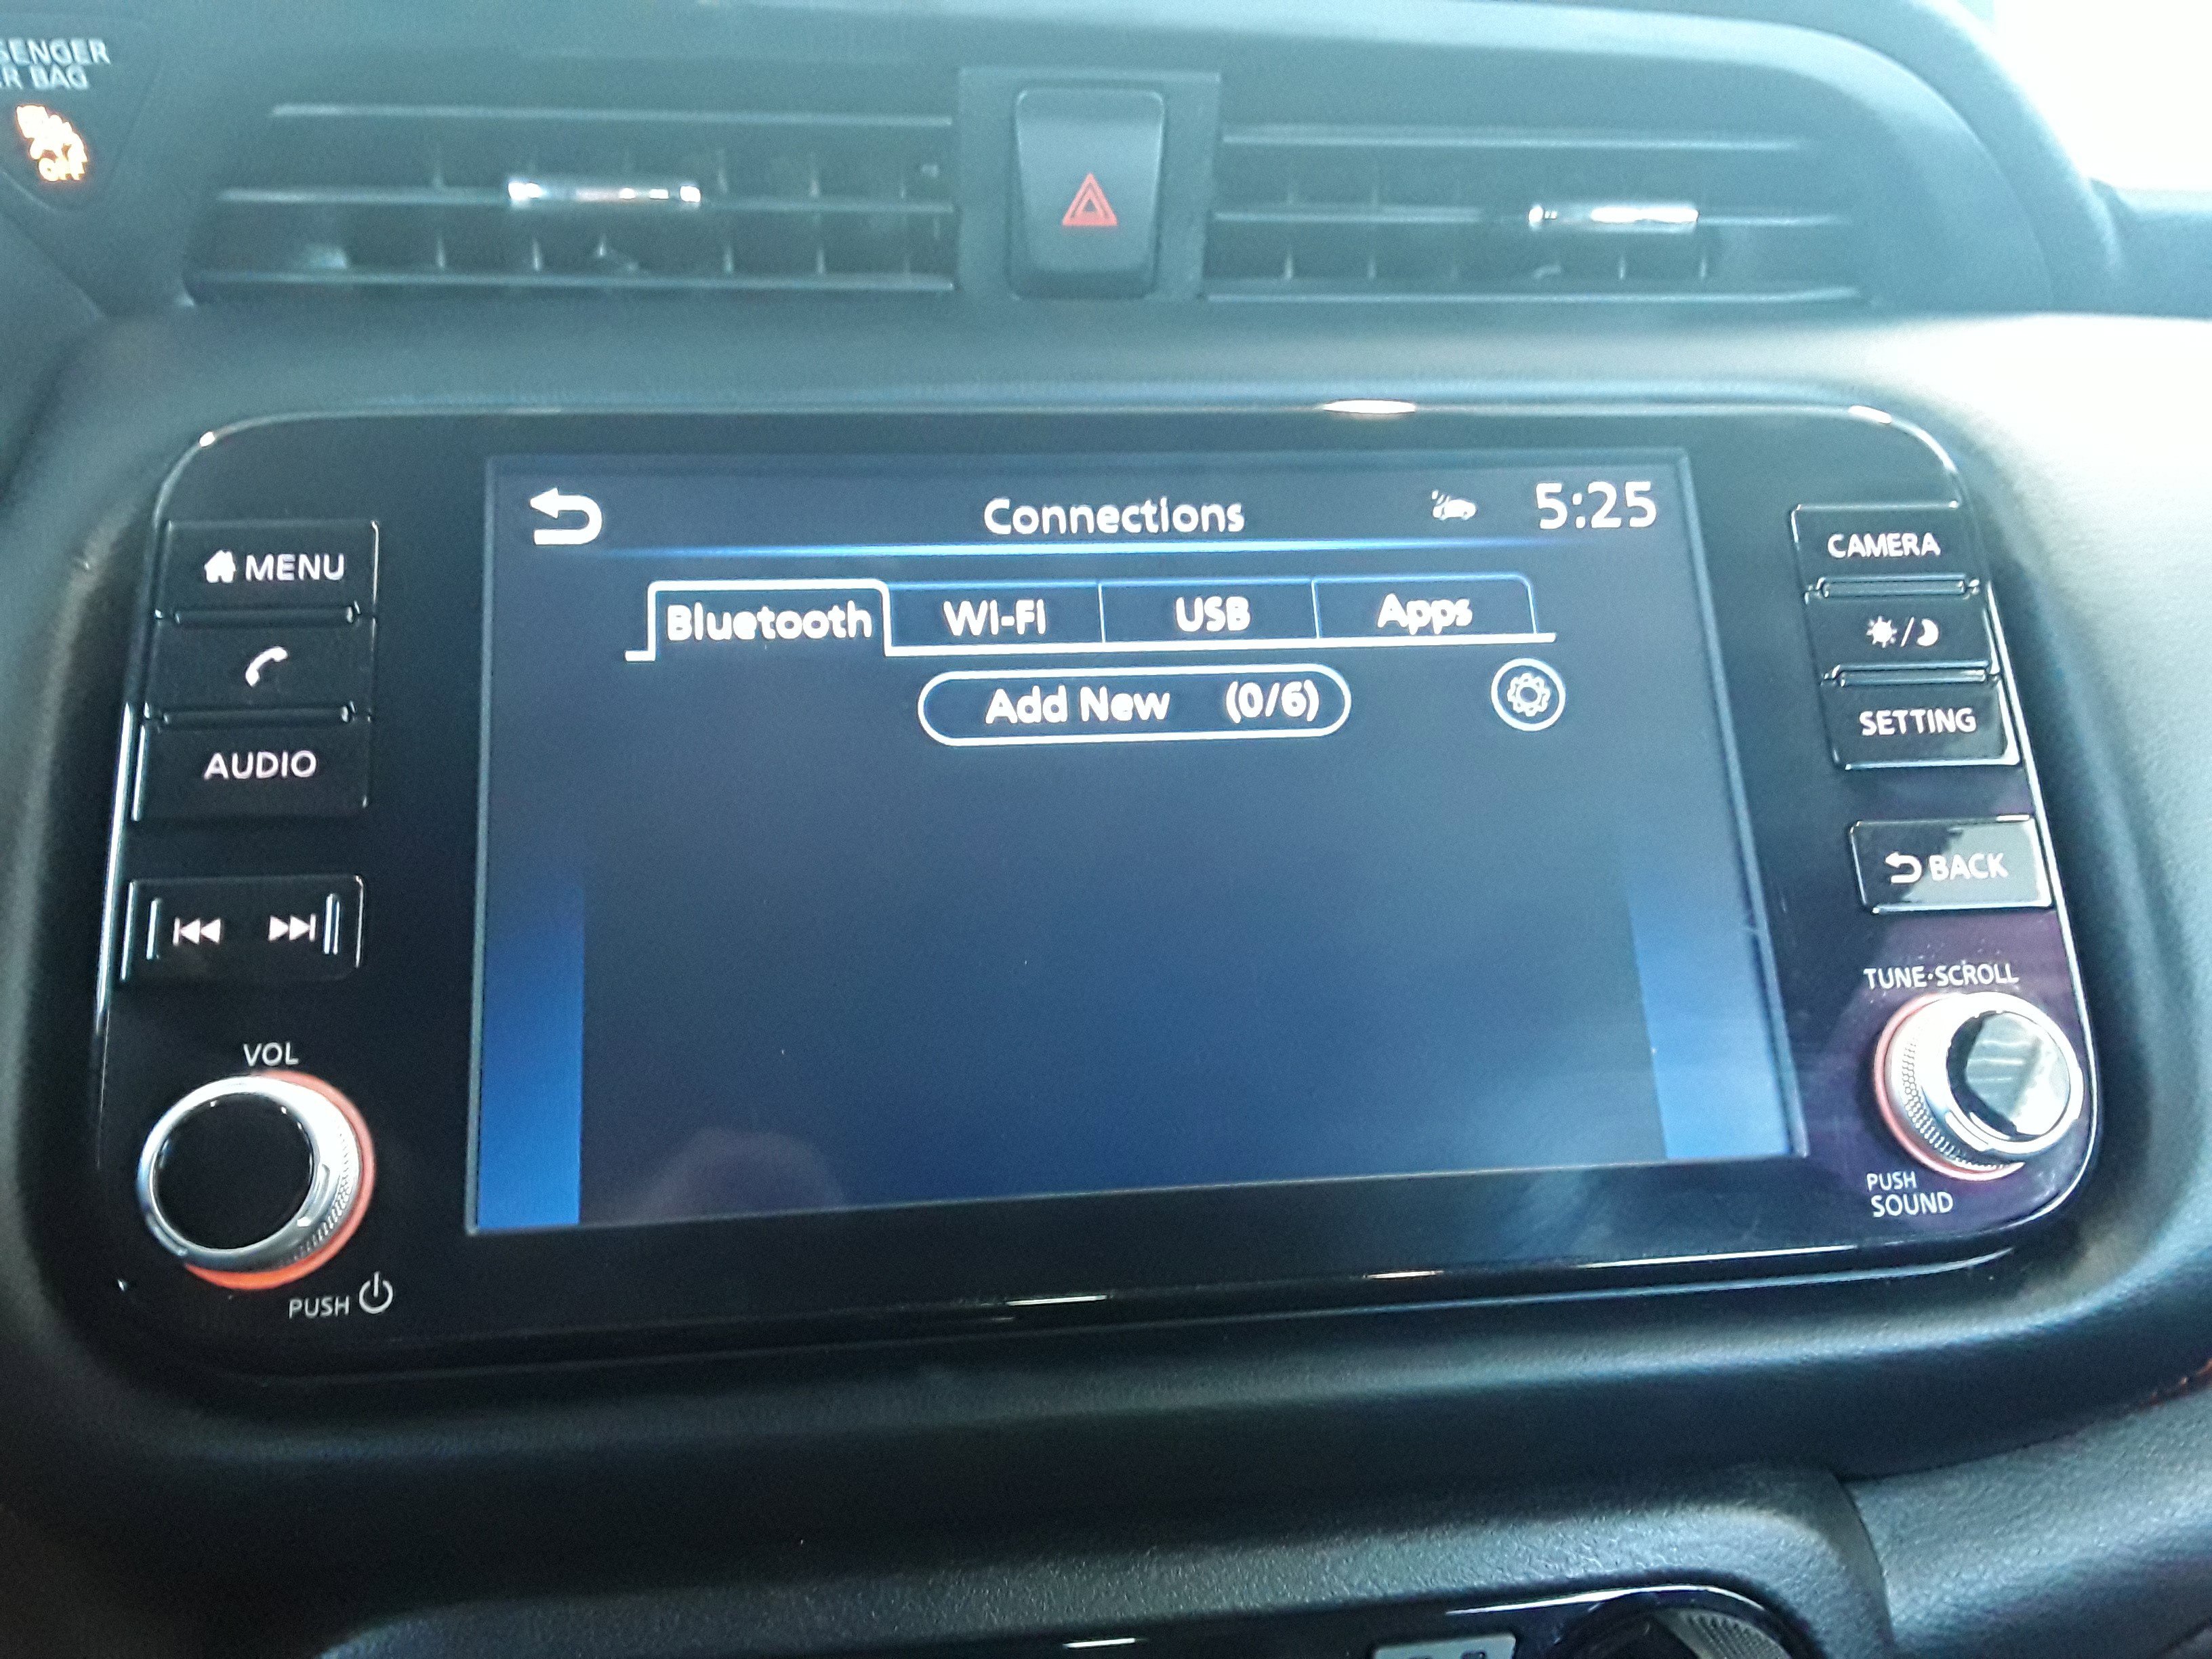 SENGER
R BAG
OFF
Connections 5:25
Bluetooth Wi-Fi USB Apps
Add New (0/6)
MENU
AUDIO
VOL
PUSH
CAMERA
SETTING
BACK
TUNE·SCROLL
PUSH
SOUND